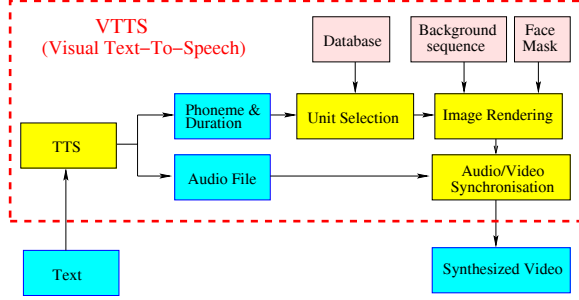 VTTS
(Visual Text−To−Speech)
Database
Background
sequence
Face
Mask
Phoneme &
Duration
Unit Selection
Image Rendering
TTS
Audio File
Audio/Video
Synchronisation
Text
Synthesized Video